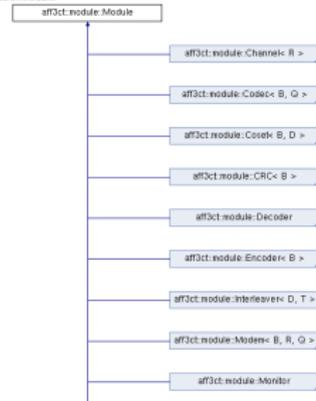 aff3ct::module::Module
aff3ct::module::Channel< R >
aff3ct::module::Codec< B, Q >
aff3ct::module::Coset< B, D >
aff3ct::module::CRC< B >
aff3ct::module::Decoder
aff3ct::module::Encoder< B >
aff3ct::module::Interleaver< D, T >
aff3ct::module::Modem< B, R, Q >
aff3ct::module::Monitor